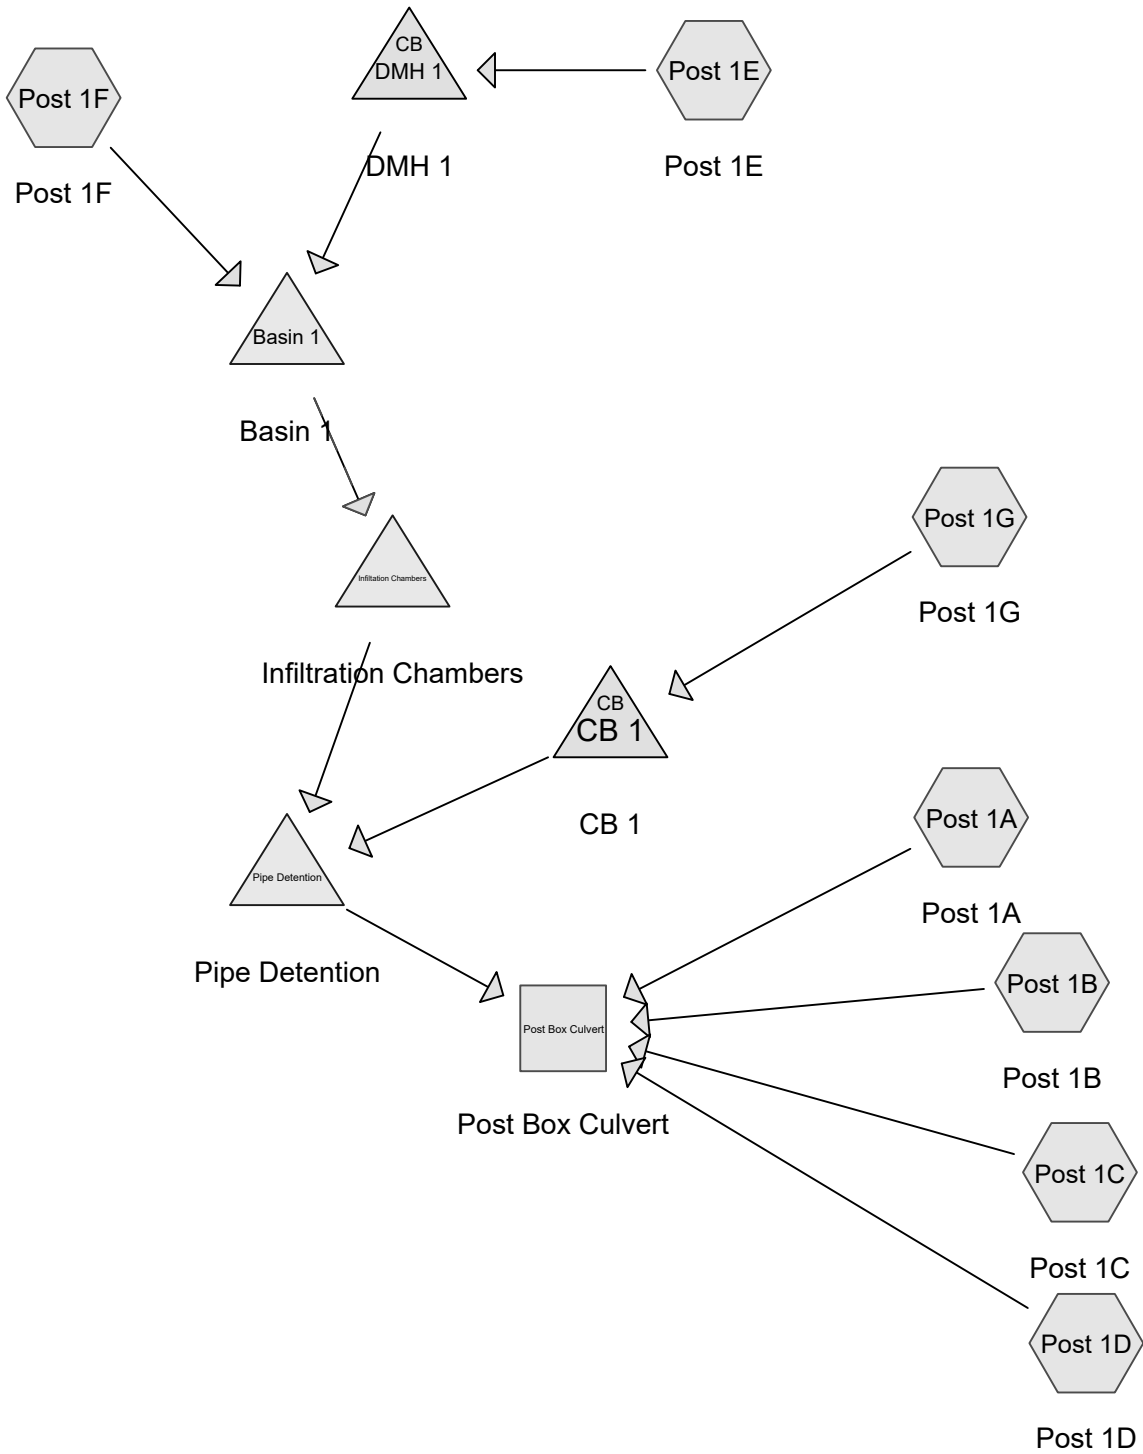 CB
DMH 1
Post 1E
Post 1F
DMH 1
Post 1E
Post 1F
Basin 1
Basin 1
Post 1G
Infiltation Chambers
Post 1G
Infiltration Chambers
CB
CB 1
Post 1A
CB 1
Pipe Detention
Post 1A
Pipe Detention
Post 1B
Post Box Culvert
Post 1B
Post Box Culvert
Post 1C
Post 1C
Post 1D
Post 1D